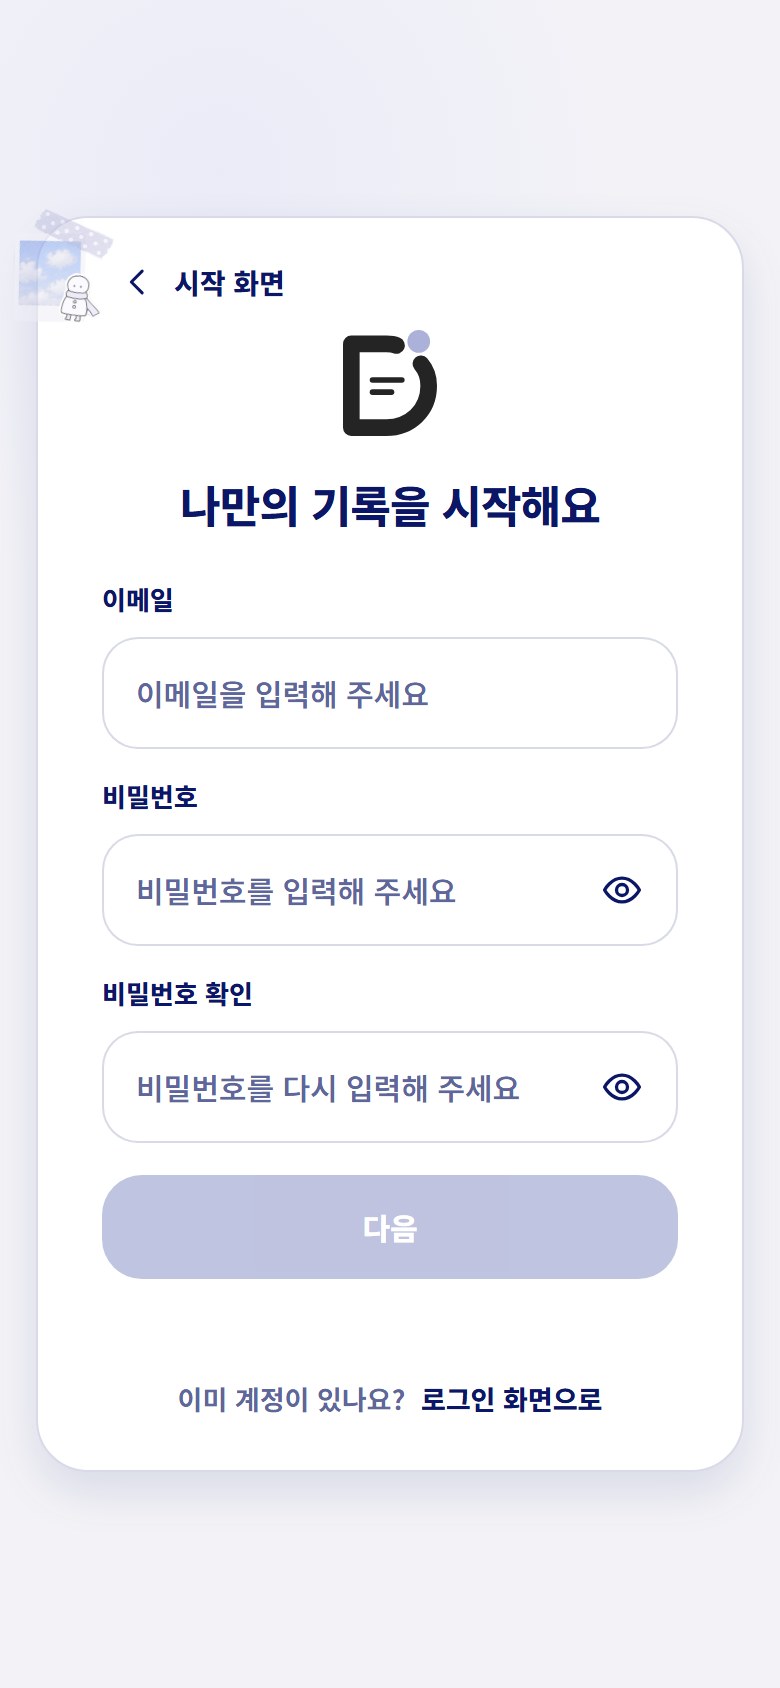 시작 화면
나만의 기록을 시작해요
이메일
이메일을 입력해 주세요
비밀번호
비밀번호를 입력해 주세요
비밀번호 확인
비밀번호를 다시 입력해 주세요
다음
이미 계정이 있나요? 로그인 화면으로